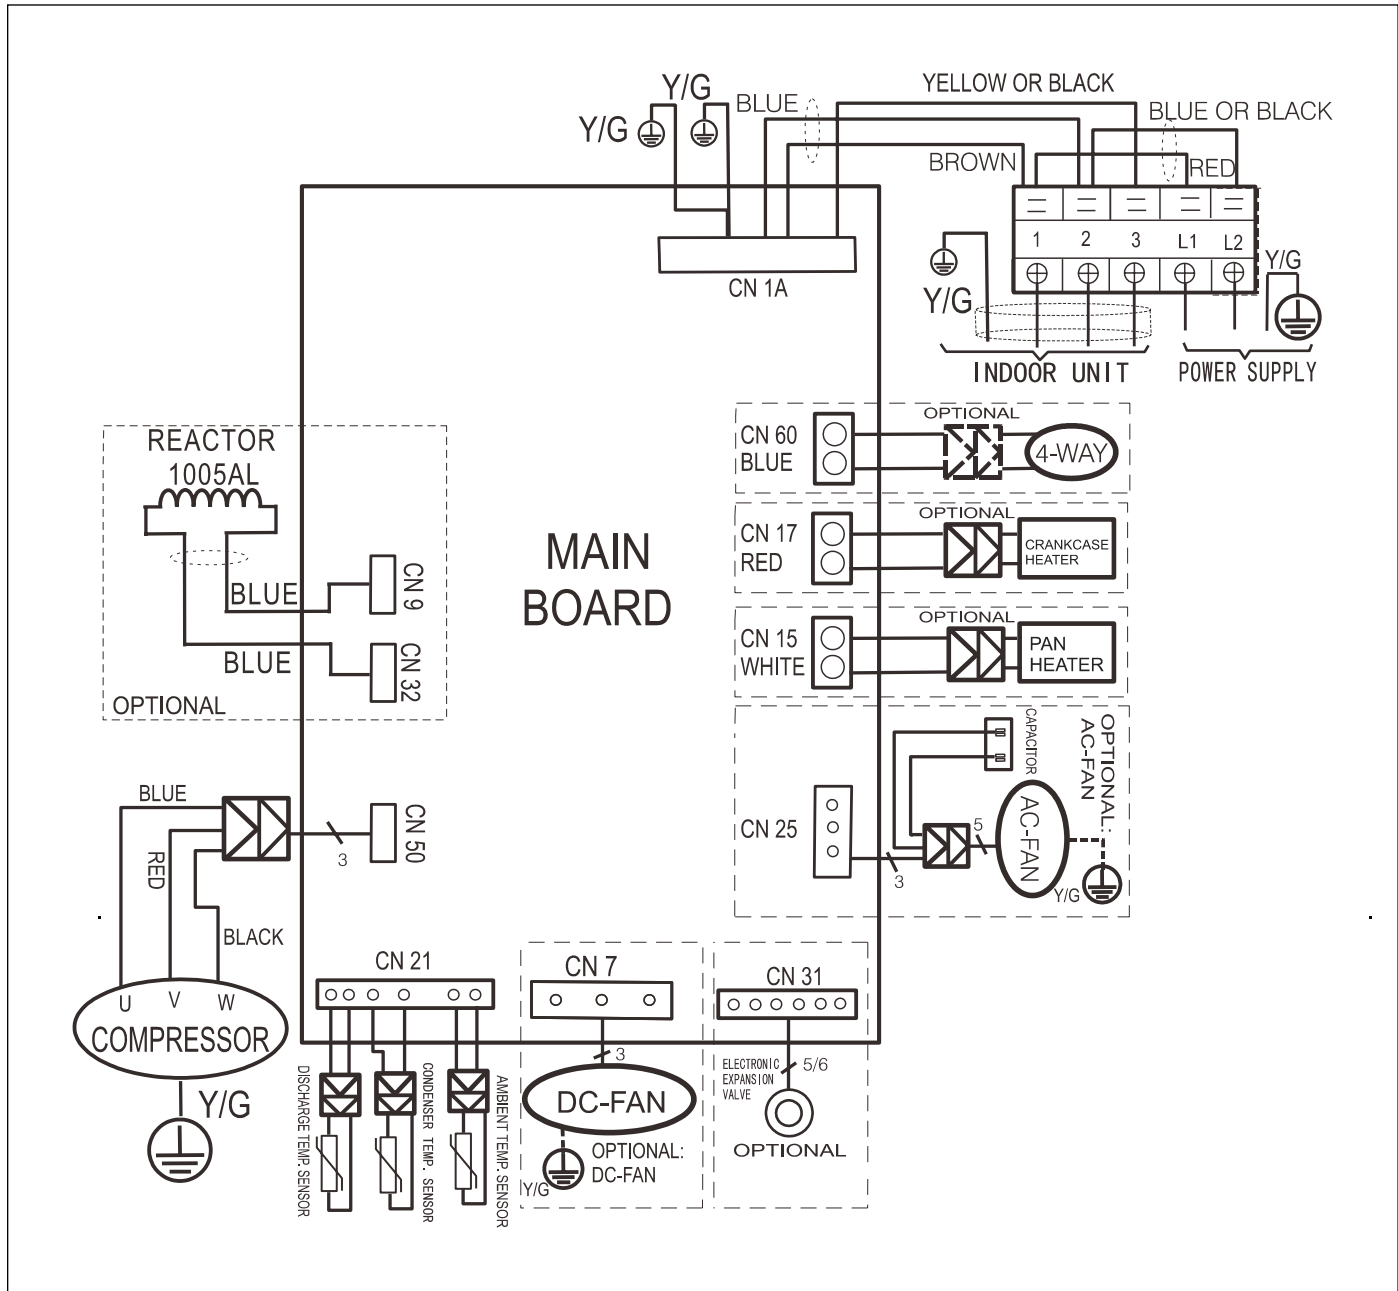 Y/G
Y/G
BLUE
YELLOW OR BLACK
BLUE OR BLACK
BROWN
RED
1 2 3 L1 L2
Y/G
Y/G
CN 1A
INDOOR UNIT
POWER SUPPLY
REACTOR
1005AL
BLUE
CN 9
BLUE
CN 32
OPTIONAL
MAIN
BOARD
OPTIONAL
CN 60
BLUE
4-WAY
OPTIONAL
CN 17
RED
CRANKCASE
HEATER
OPTIONAL
CN 15
WHITE
PAN
HEATER
CAPACITOR
OPTIONAL:
AC-FAN
CN 25
3
5
AC-FAN
Y/G
BLUE
RED
BLACK
3
CN 50
U V W
COMPRESSOR
Y/G
CN 21
DISCHARGE TEMP. SENSOR
CONDENSER TEMP. SENSOR
AMBIENT TEMP. SENSOR
CN 7
3
DC-FAN
OPTIONAL:
DC-FAN
Y/G
CN 31
ELECTRONIC
EXPANSION
VALVE
5/6
OPTIONAL